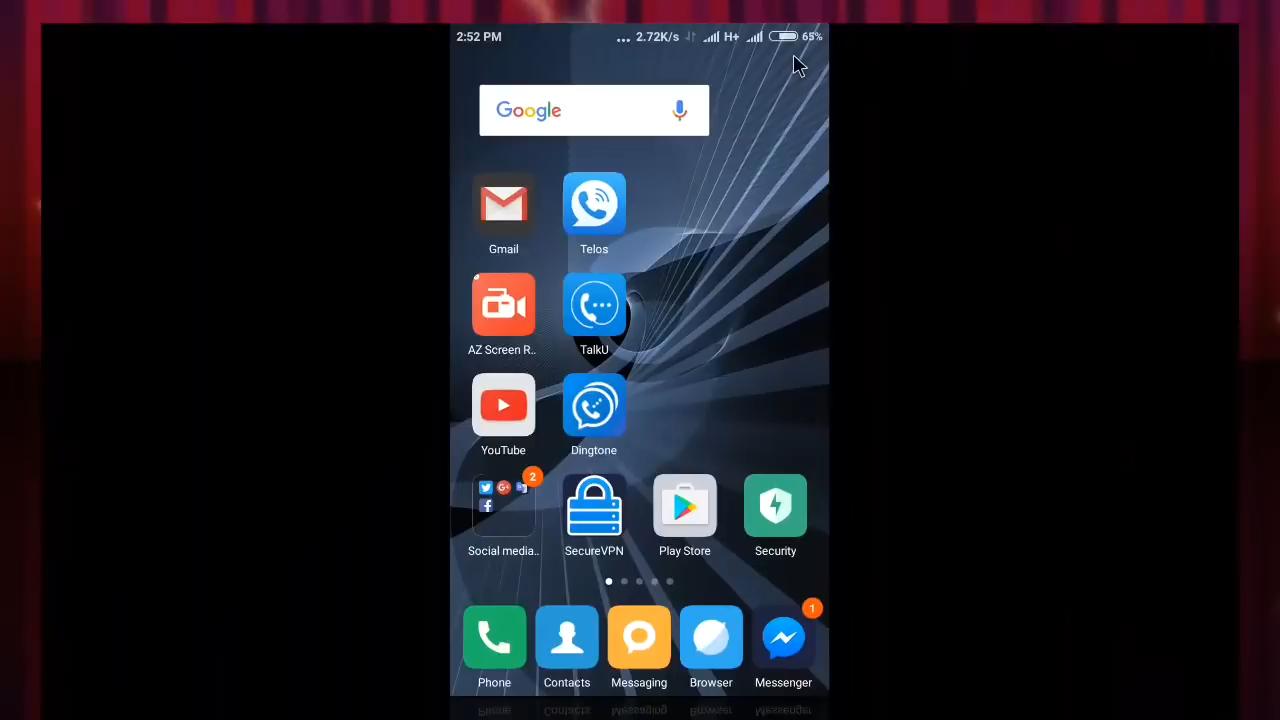 2:52 PM ... 2.72K/s H+ 65%
Google
Gmail Telos
AZ Screen R.. TalkU
YouTube Dingtone
2
Social media.. SecureVPN Play Store Security
1
Phone Contacts Messaging Browser Messenger